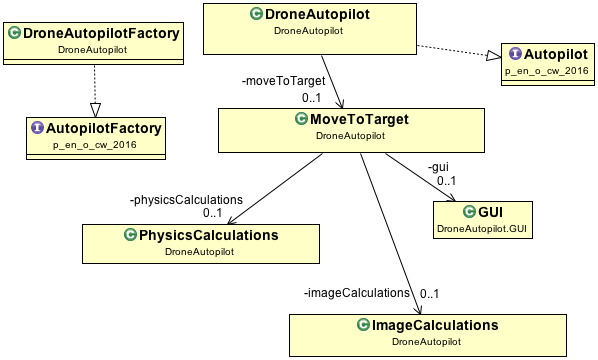 DroneAutopilotFactory
DroneAutopilot
DroneAutopilot
DroneAutopilot
Autopilot
p_en_o_cw_2016
-moveToTarget
0..1
AutopilotFactory
p_en_o_cw_2016
MoveToTarget
DroneAutopilot
-gui
0..1
-physicsCalculations
0..1
GUI
DroneAutopilot.GUI
PhysicsCalculations
DroneAutopilot
-imageCalculations
0..1
ImageCalculations
DroneAutopilot